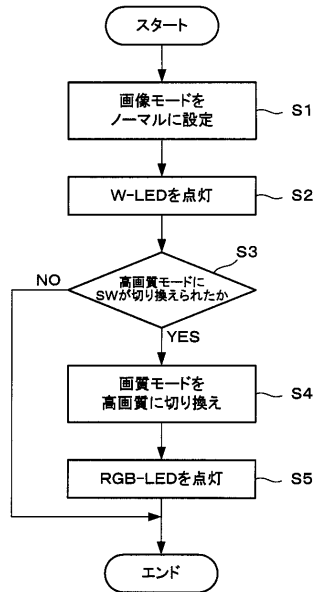 スタート
画像モードを
ノーマルに設定
S1
W-LEDを点灯
S2
S3
高画質モードに
SWが切り換えられたか
NO
YES
画質モードを
高画質に切り換え
S4
RGB-LEDを点灯
S5
エンド